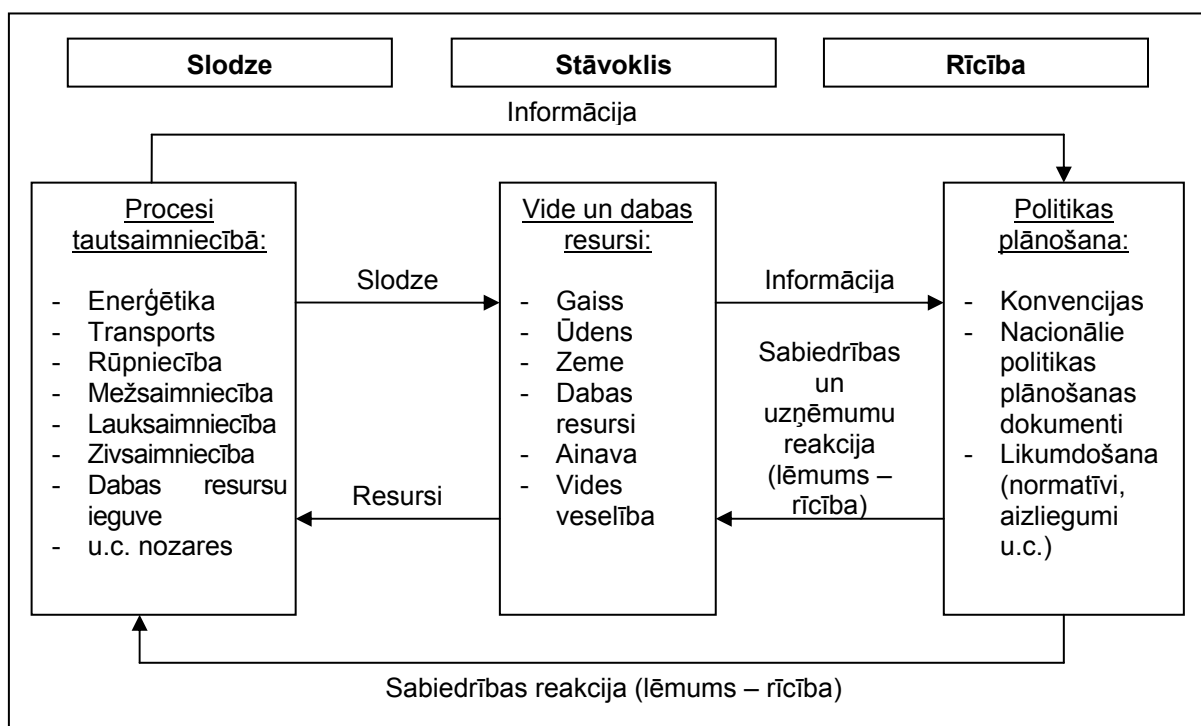 Slodze
Stāvoklis
Rīcība
Informācija
Procesi
tautsaimniecībā:
- Enerģētika
- Transports
- Rūpniecība
- Mežsaimniecība
- Lauksaimniecība
- Zivsaimniecība
- Dabas resursu
ieguve
- u.c. nozares
Slodze
Resursi
Vide un dabas
resursi:
- Gaiss
- Ūdens
- Zeme
- Dabas
resursi
- Ainava
- Vides
veselība
Informācija
Sabiedrības
un
uzņēmumu
reakcija
(lēmums –
rīcība)
Politikas
plānošana:
- Konvencijas
- Nacionālie
politikas
plānošanas
dokumenti
- Likumdošana
(normatīvi,
aizliegumi
u.c.)
Sabiedrības reakcija (lēmums – rīcība)